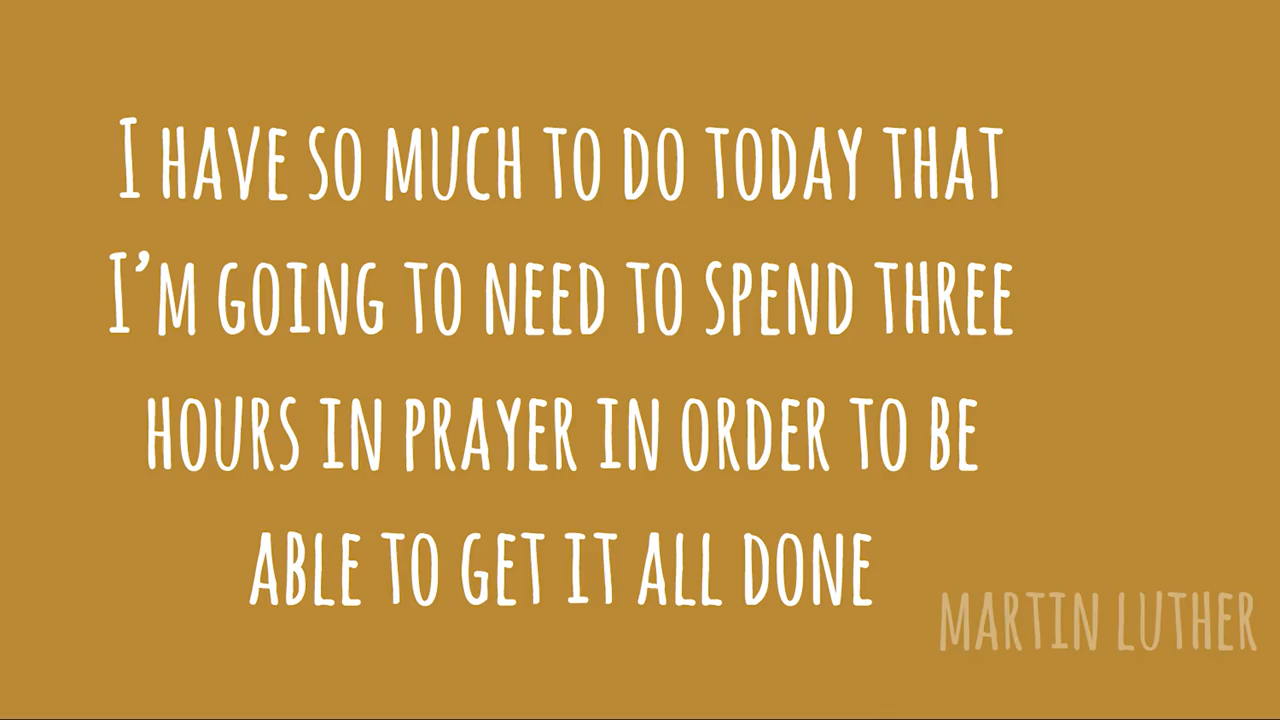 I HAVE SO MUCH TO DO TODAY THAT
I'M GOING TO NEED TO SPEND THREE
HOURS IN PRAYER IN ORDER TO BE
ABLE TO GET IT ALL DONE
MARTIN LUTHER